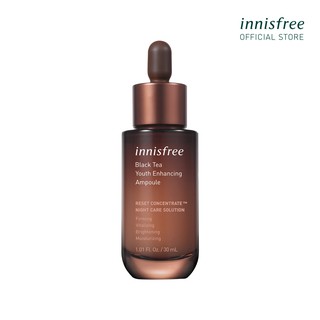 innisfree
OFFICIAL STORE
innisfree
Black Tea
Youth Enhancing
Ampoule
RESET CONCENTRATE™
NIGHT CARE SOLUTION
Firming
Vitalizing
Brightening
Moisturizing
1.01 Fl. Oz. / 30 mL